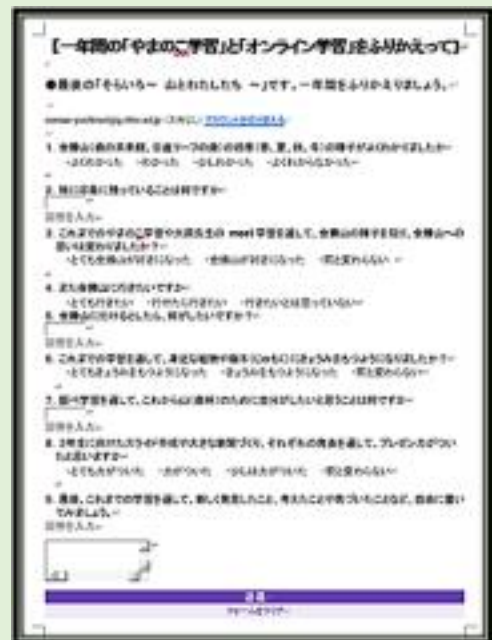 【一年間の「やまのこ学習」と「オンライン学習」をふりかえって】
●最後の「そらいろ～ 山とわたしたち ～」です。一年間をふりかえりましょう。
1. 金勝山(森の未来館、
の四季(春、夏、秋、冬)の様子がよくわかりましたか
・よくわかった ・わかった ・少しわかった ・よくわからなかった
2. 特に印象に残っていることは何ですか
回答を入力
3. これまでのやまのこ学習や
先生の meet 学習を通して、金勝山の様子を知り、金勝山への
思いは変わりましたか?
・とても金勝山が好きになった ・金勝山が好きになった ・前と変わらない
4. また金勝山に行きたいですか
・とても行きたい ・行けたら行きたい ・行きたいとは思っていない
5. 金勝山に行けるとしたら、何がしたいですか?
回答を入力
6. これまでの学習を通して、身近な植物や樹木(じゅもく)にきょうみをもつようになりましたか?
・とてもきょうみをもつようになった ・きょうみをもつようになった ・前と変わらない
7. 調べ学習を通して、これから山(森林)のために自分がしたいと思うことは何ですか
回答を入力
8. 3年生に向けたスライド作成や大きな新聞づくり、それぞれの発表を通して、プレゼン力がつい
たと思いますか
・とても力がついた ・力がついた ・少しは力がついた ・前と変わらない
9. 最後、これまでの学習を通して、新しく発見したこと、考えたことや気づいたことなど、自由に書い
てみましょう。
回答を入力
送信
フォームをクリア